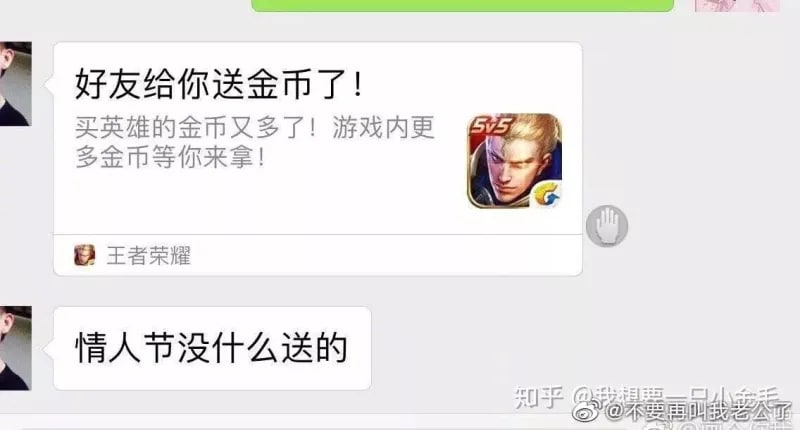 好友给你送金币了！
买英雄的金币又多了！游戏内更
多金币等你来拿！
5V5
王者荣耀
情人节没什么送的
知乎 @我想要一只小金毛
@不要再叫我老公了